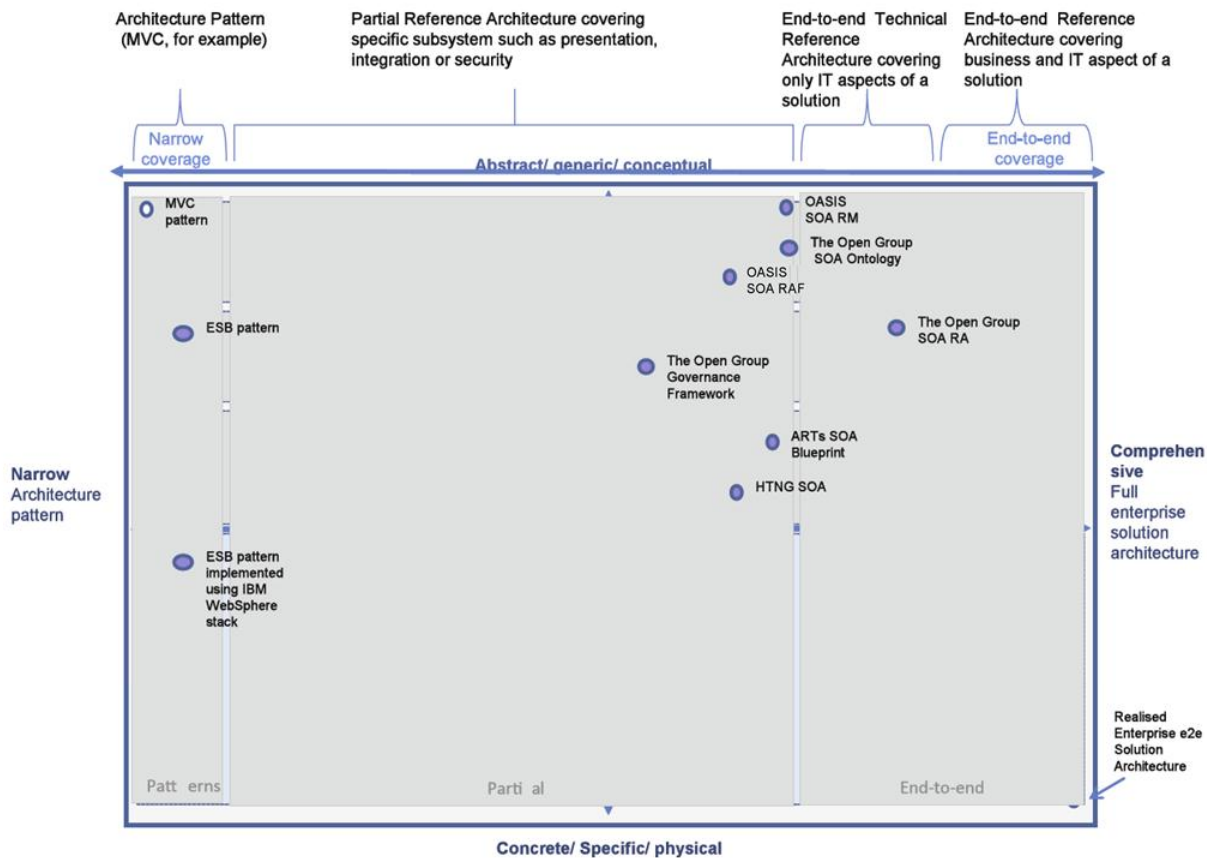 Architecture Pattern
(MVC, for example)
Partial Reference Architecture covering
specific subsystem such as presentation,
integration or security
End-to-end Technical
Reference
Architecture covering
only IT aspects of a
solution
End-to-end Reference
Architecture covering
business and IT aspect of a
solution
Narrow
coverage
End-to-end
coverage
Abstract/ generic/ conceptual
MVC
pattern
OASIS
SOA RM
The Open Group
SOA Ontology
OASIS
SOA RAF
ESB pattern
The Open Group
SOA RA
The Open Group
Governance
Framework
ARTs SOA
Blueprint
HTNG SOA
Narrow
Architecture
pattern
Comprehen
sive
Full
enterprise
solution
architecture
ESB pattern
implemented
using IBM
WebSphere
stack
Realised
Enterprise e2e
Solution
Architecture
Patt erns
Parti al
End-to-end
Concrete/ Specific/ physical